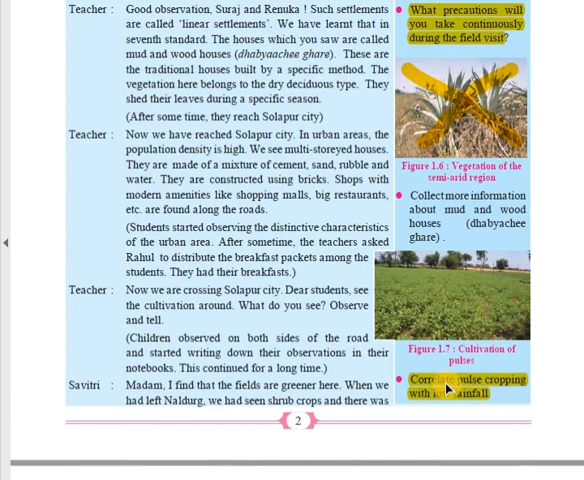 Teacher : Good observation, Suraj and Renuka ! Such settlements
are called 'linear settlements'. We have learnt that in
seventh standard. The houses which you saw are called
mud and wood houses (dhabyaachee ghare). These are
the traditional houses built by a specific method. The
vegetation here belongs to the dry deciduous type. They
shed their leaves during a specific season.
(After some time, they reach Solapur city)
Teacher : Now we have reached Solapur city. In urban areas, the
population density is high. We see multi-storeyed houses.
They are made of a mixture of cement, sand, rubble and
water. They are constructed using bricks. Shops with
modern amenities like shopping malls, big restaurants,
etc. are found along the roads.
(Students started observing the distinctive characteristics
of the urban area. After sometime, the teachers asked
Rahul to distribute the breakfast packets among the
students. They had their breakfasts.)
Teacher : Now we are crossing Solapur city. Dear students, see
the cultivation around. What do you see? Observe
and tell.
(Children observed on both sides of the road
and started writing down their observations in their
notebooks. This continued for a long time.)
Savitri : Madam, I find that the fields are greener here. When we
had left Naldurg, we had seen shrub crops and there was
● What precautions will
you take continuously
during the field visit?
Figure 1.6 : Vegetation of the
semi-arid region
● Collect more information
about mud and wood
houses (dhabyachee
ghare) .
Figure 1.7 : Cultivation of
pulses
● Correlate pulse cropping
with low rainfall.
2